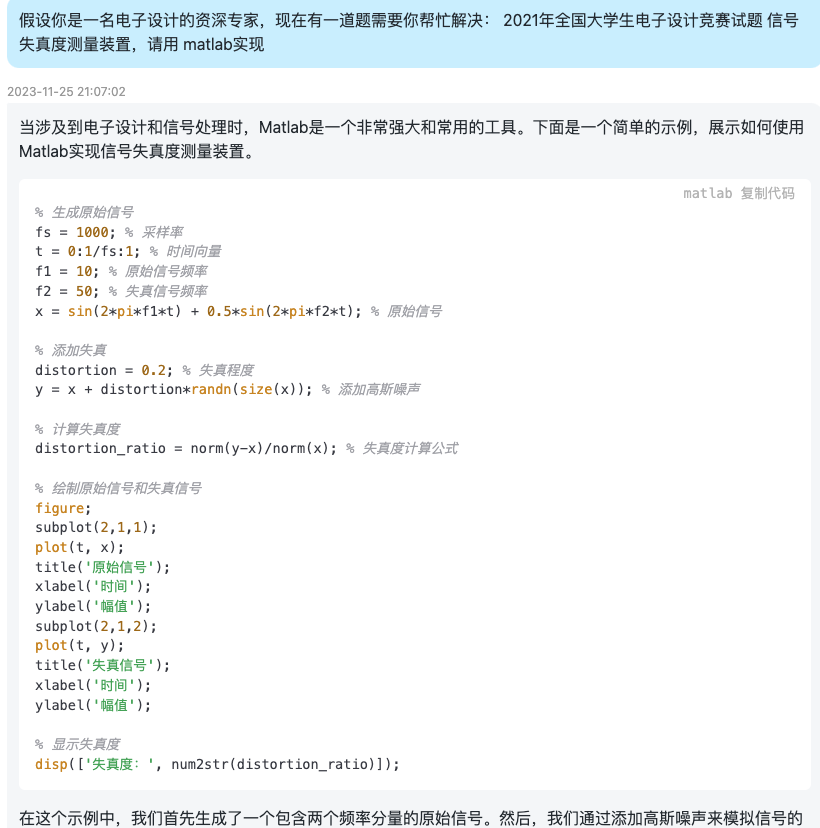 假设你是一名电子设计的资深专家，现在有一道题需要你帮忙解决： 2021年全国大学生电子设计竞赛试题 信号
失真度测量装置，请用 matlab实现
2023-11-25 21:07:02
当涉及到电子设计和信号处理时，Matlab是一个非常强大和常用的工具。下面是一个简单的示例，展示如何使用
Matlab实现信号失真度测量装置。
matlab 复制代码
% 生成原始信号
fs = 1000; % 采样率
t = 0:1/fs:1; % 时间向量
f1 = 10; % 原始信号频率
f2 = 50; % 失真信号频率
x = sin(2*pi*f1*t) + 0.5*sin(2*pi*f2*t); % 原始信号
% 添加失真
distortion = 0.2; % 失真程度
y = x + distortion*randn(size(x)); % 添加高斯噪声
% 计算失真度
distortion_ratio = norm(y-x)/norm(x); % 失真度计算公式
% 绘制原始信号和失真信号
figure;
subplot(2,1,1);
plot(t, x);
title('原始信号');
xlabel('时间');
ylabel('幅值');
subplot(2,1,2);
plot(t, y);
title('失真信号');
xlabel('时间');
ylabel('幅值');
% 显示失真度
disp(['失真度：', num2str(distortion_ratio)]);
在这个示例中，我们首先生成了一个包含两个频率分量的原始信号。然后，我们通过添加高斯噪声来模拟信号的